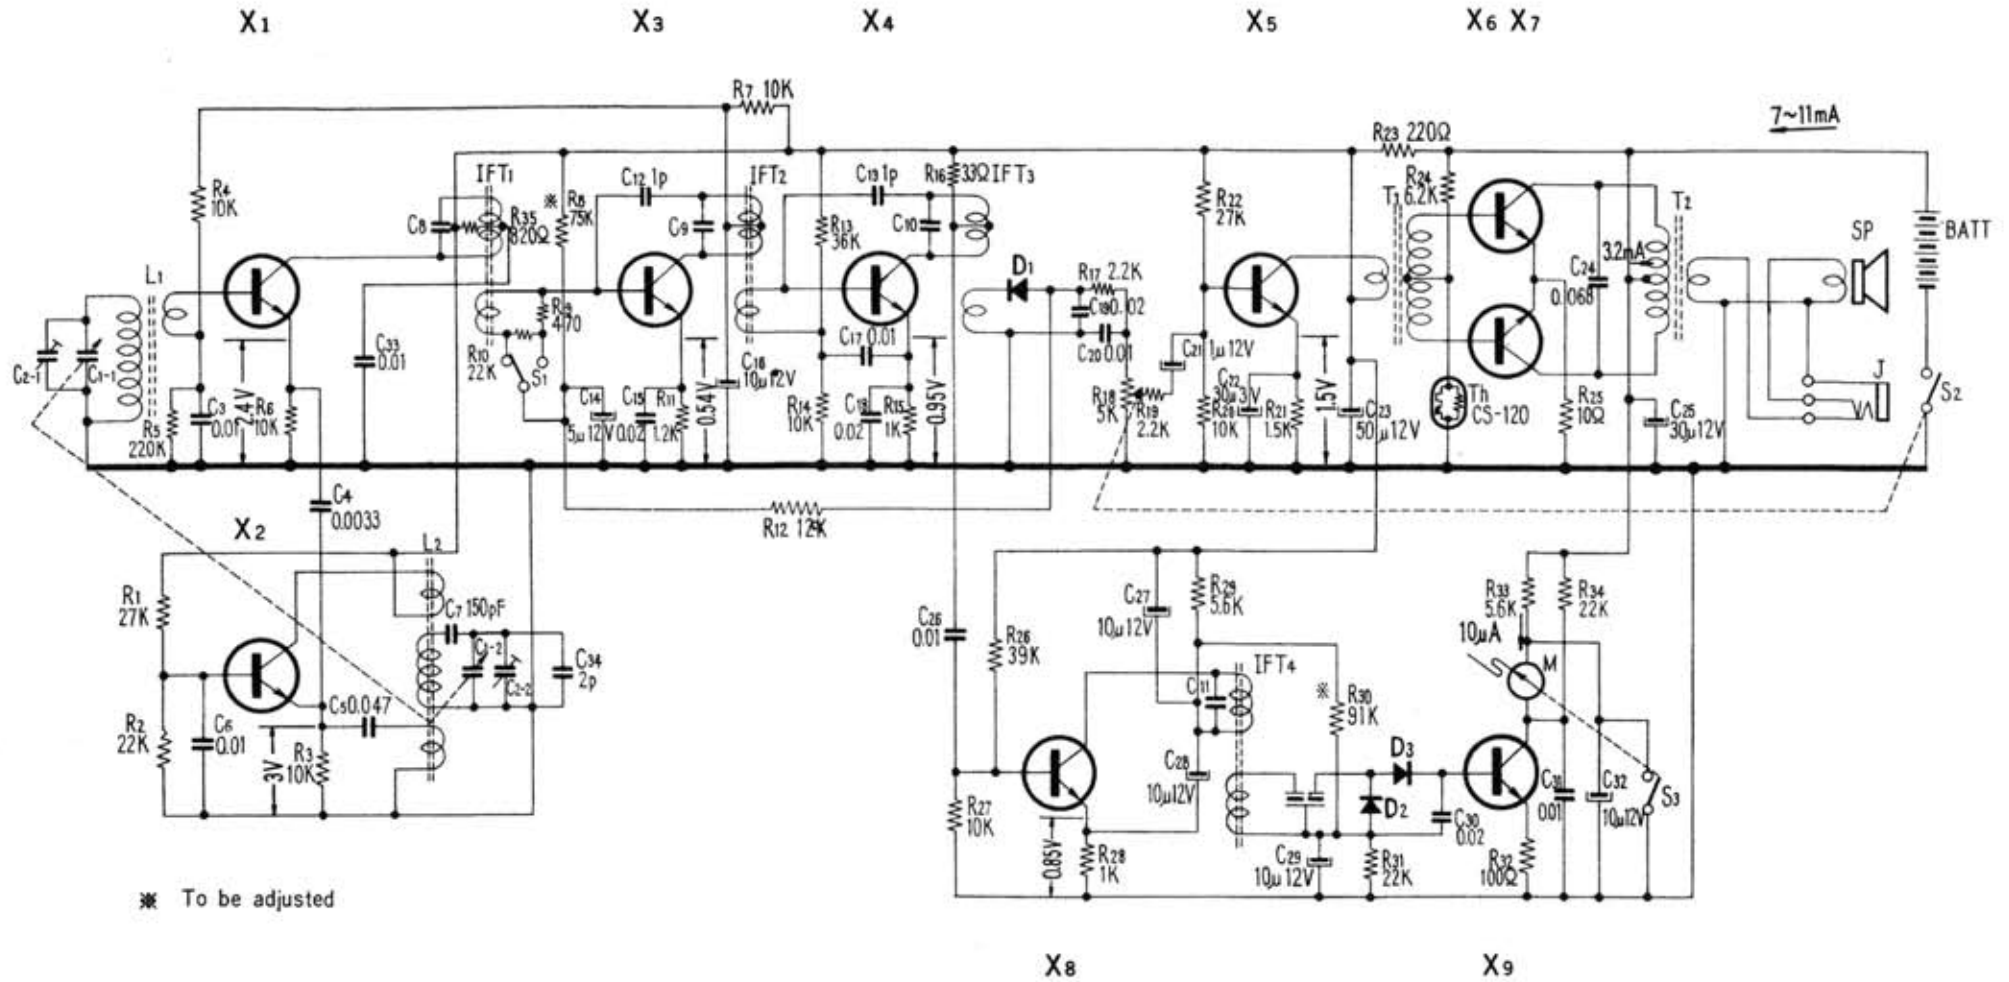 X1
X3
X4
X5
X6 X7
R7 10K
7~11mA
R23 220Ω
R4
10K
IFT1
C8
R35
820Ω
※
R8
75K
C12 1p
C9
IFT2
R13
36K
C13 1p
R16 33Ω
IFT3
C10
R22
27K
R24
6.2K
T1
T2
SP
BATT
L1
C2-1
C1-1
D1
R17 2.2K
C19 0.02
C20 0.01
C24
0.068
3.2mA
R9
470
R10
22K
S1
C33
0.01
C3
0.01
2.4V
R5
220K
R6
10K
C14
5μ 12V
C15
0.02
R11
1.2K
0.54V
C16
10μ 12V
C17 0.01
R14
10K
C18
0.02
R15
1K
0.95V
R18
5K
R19
2.2K
C21 1μ 12V
C22
30μ 3V
R20
10K
R21
1.5K
1.5V
C23
50μ 12V
Th
CS-120
R25
10Ω
C25
30μ 12V
J
S2
C4
0.0033
R12 12K
X2
L2
R1
27K
C7 150pF
C1-2
C2-2
C34
2p
R2
22K
C6
0.01
C5 0.047
3V
R3
10K
C26
0.01
R26
39K
C27
10μ 12V
R29
5.6K
R33
5.6K
R34
22K
10μA
M
IFT4
C11
※
R30
91K
C28
10μ 12V
D3
D2
R27
10K
0.85V
R28
1K
C29
10μ 12V
R31
22K
C30
0.02
R32
100Ω
C31
0.01
C32
10μ 12V
S3
※ To be adjusted
X8
X9